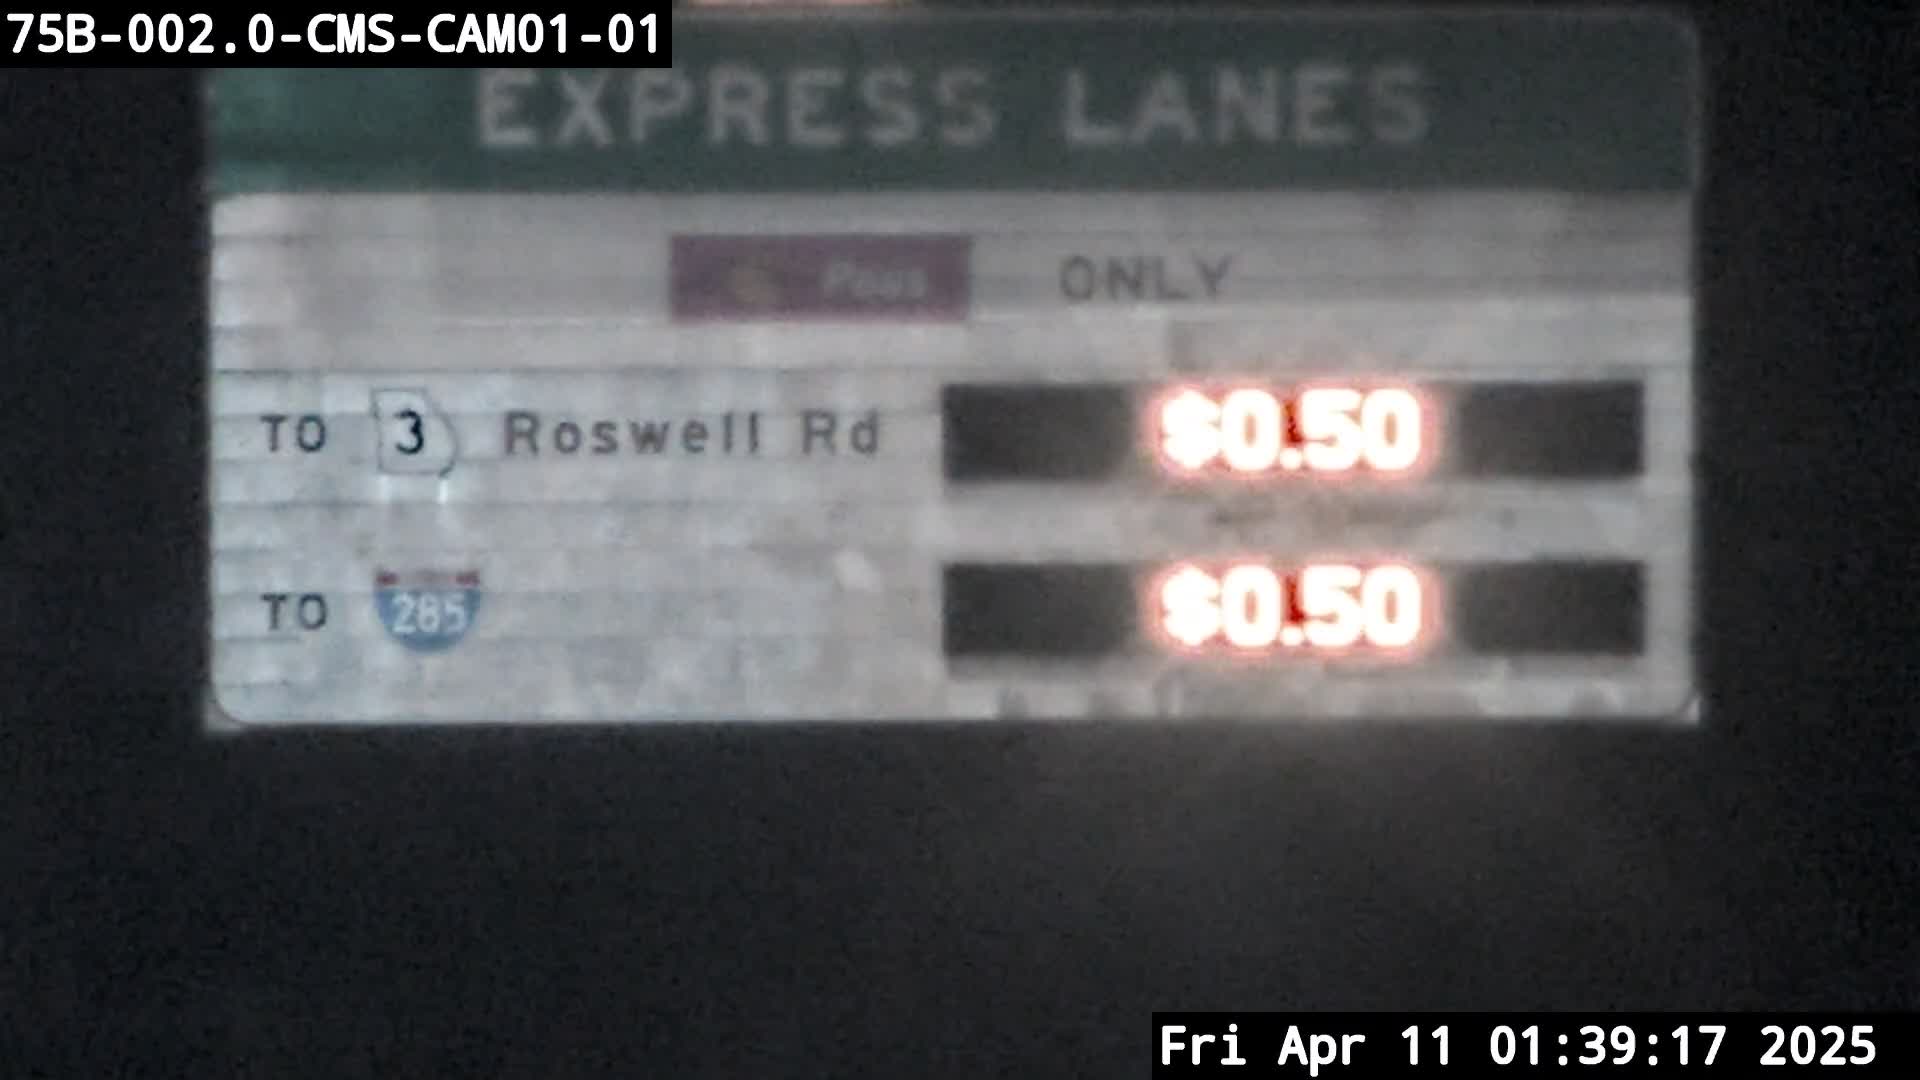 75B-002.0-CMS-CAM01-01
EXPRESS LANES
Pass ONLY
TO 3 Roswell Rd $0.50
TO 285 $0.50
Fri Apr 11 01:39:17 2025